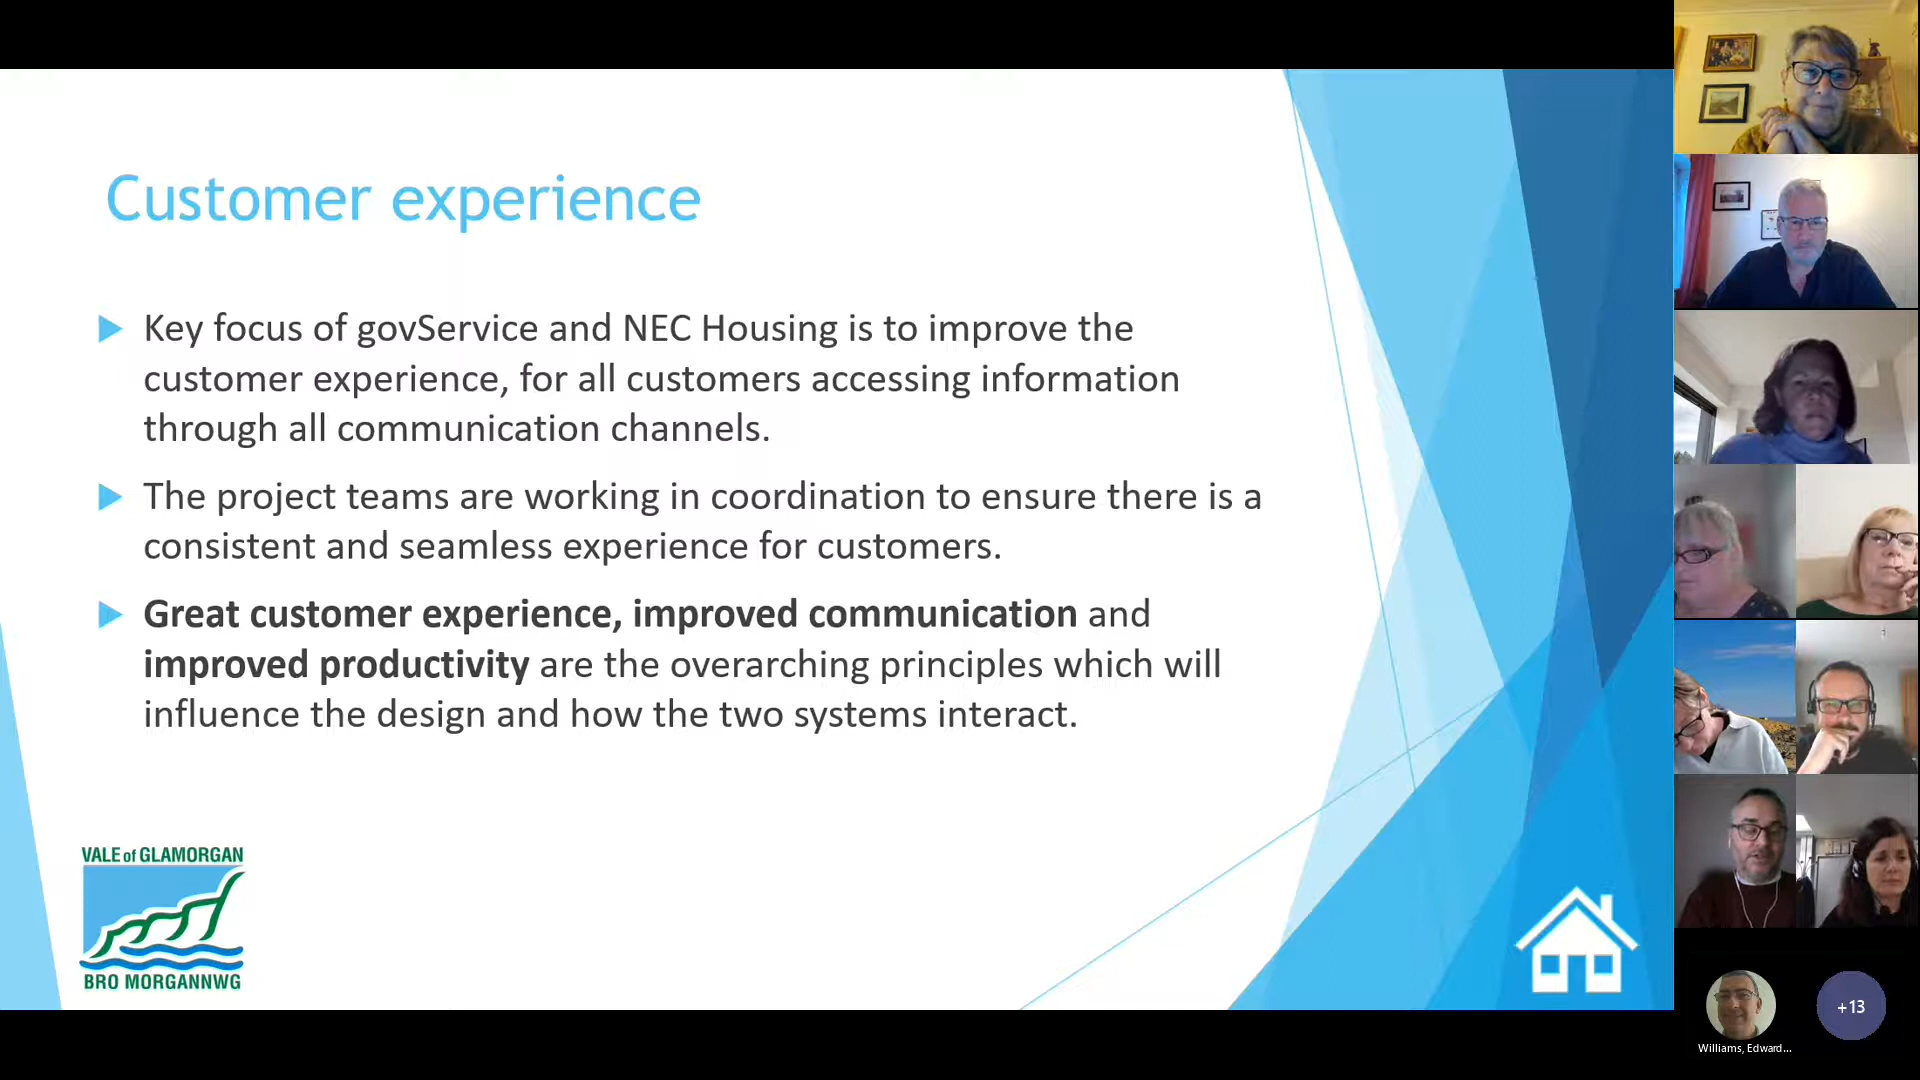 Customer experience
Key focus of govService and NEC Housing is to improve the
customer experience, for all customers accessing information
through all communication channels.
The project teams are working in coordination to ensure there is a
consistent and seamless experience for customers.
Great customer experience, improved communication and
improved productivity are the overarching principles which will
influence the design and how the two systems interact.
VALE of GLAMORGAN
BRO MORGANNWG
+13
Williams, Edward...